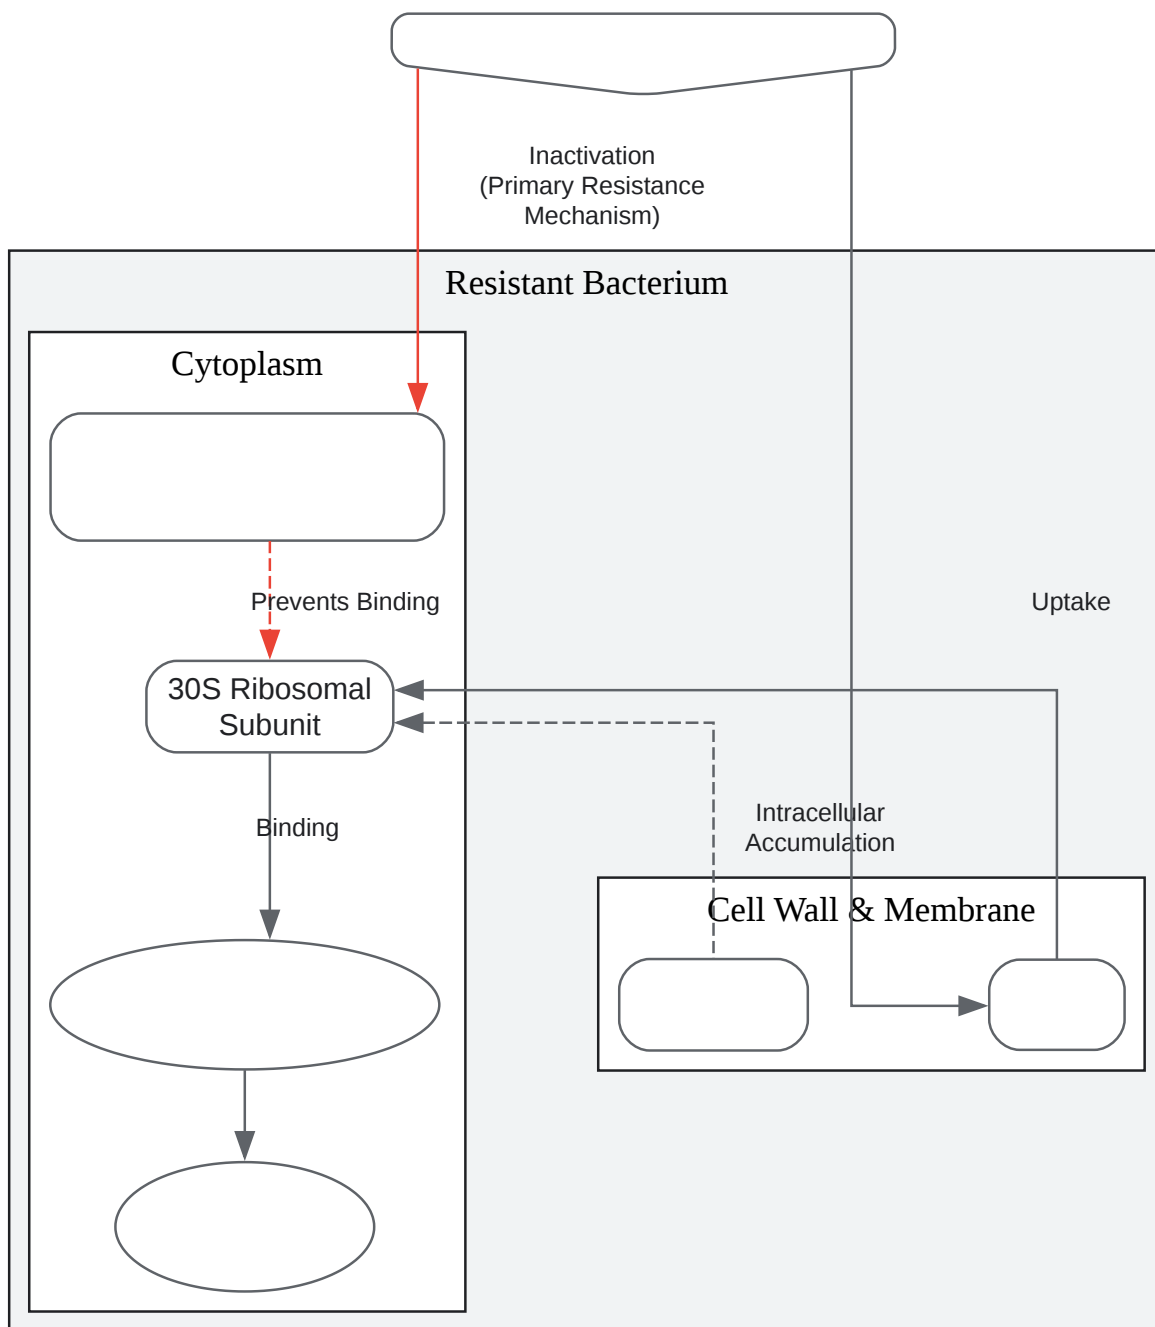 Inactivation
(Primary Resistance
Mechanism)
Resistant Bacterium
Cytoplasm
Prevents Binding
Uptake
30S Ribosomal
Subunit
Binding
Intracellular
Accumulation
Cell Wall & Membrane